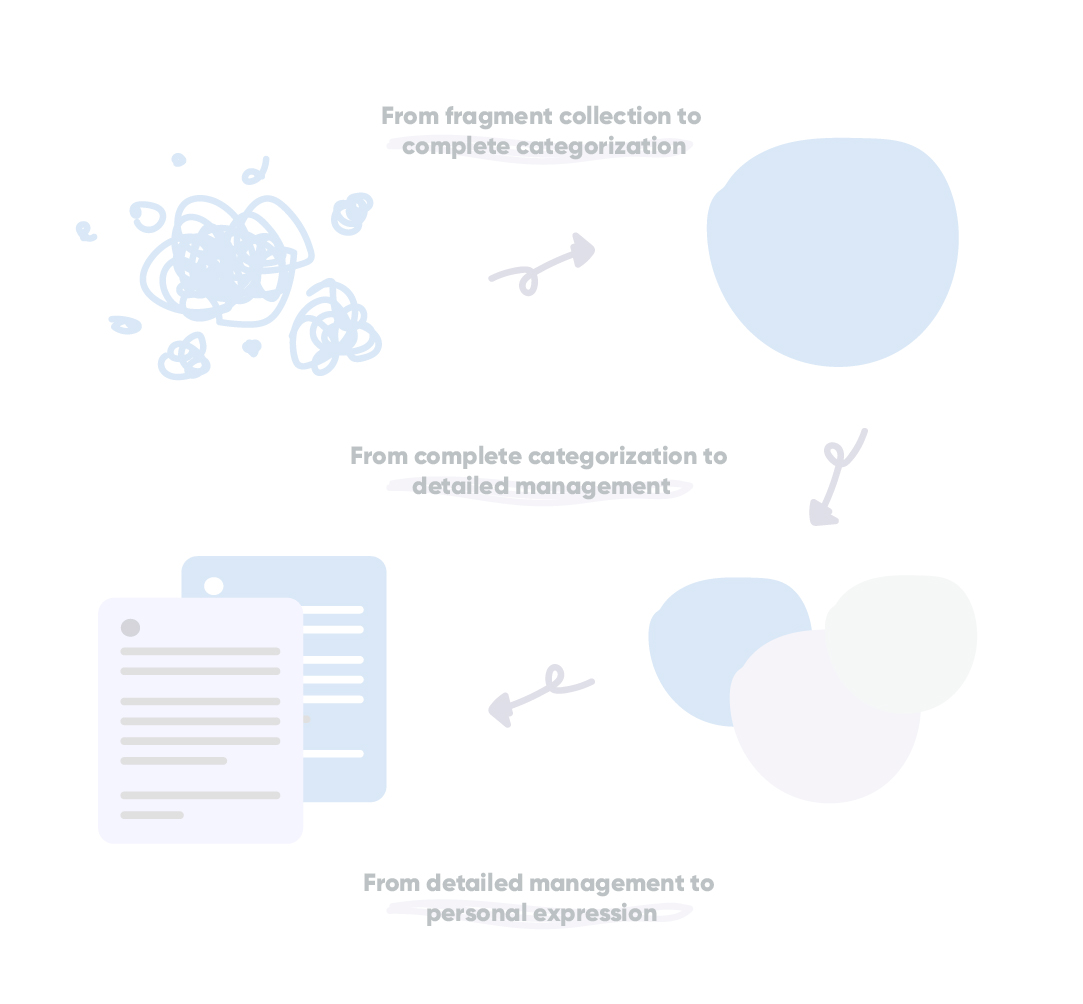 From fragment collection to
complete categorization
From complete categorization to
detailed management
From detailed management to
personal expression